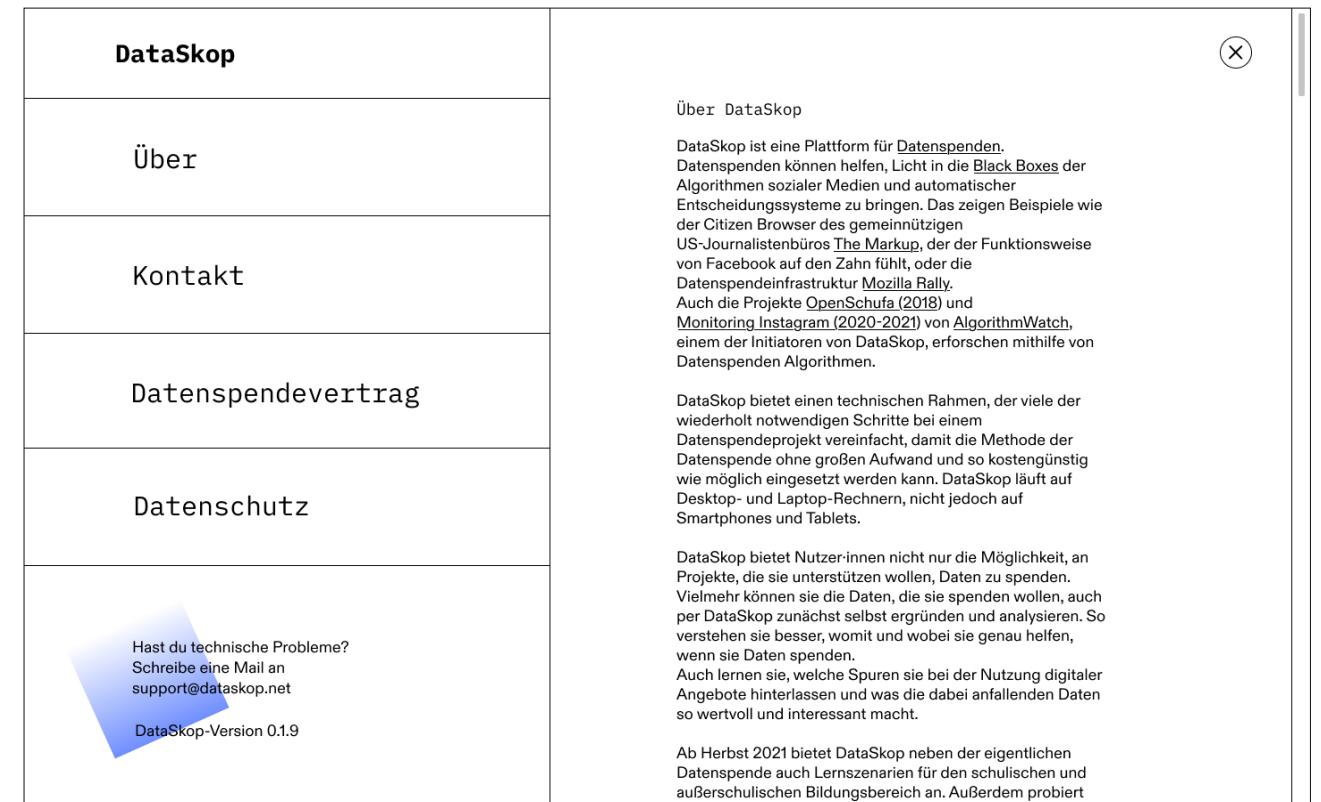 DataSkop
Über
Kontakt
Datenspendevertrag
Datenschutz
Hast du technische Probleme?
Schreibe eine Mail an
support@dataskop.net
DataSkop-Version 0.1.9
Über DataSkop
DataSkop ist eine Plattform für Datenspenden.
Datenspenden können helfen, Licht in die Black Boxes der
Algorithmen sozialer Medien und automatischer
Entscheidungssysteme zu bringen. Das zeigen Beispiele wie
der Citizen Browser des gemeinnützigen
US-Journalistenbüros The Markup, der der Funktionsweise
von Facebook auf den Zahn fühlt, oder die
Datenspendeinfrastruktur Mozilla Rally.
Auch die Projekte OpenSchufa (2018) und
Monitoring Instagram (2020-2021) von AlgorithmWatch,
einem der Initiatoren von DataSkop, erforschen mithilfe von
Datenspenden Algorithmen.
DataSkop bietet einen technischen Rahmen, der viele der
wiederholt notwendigen Schritte bei einem
Datenspendeprojekt vereinfacht, damit die Methode der
Datenspende ohne großen Aufwand und so kostengünstig
wie möglich eingesetzt werden kann. DataSkop läuft auf
Desktop- und Laptop-Rechnern, nicht jedoch auf
Smartphones und Tablets.
DataSkop bietet Nutzer·innen nicht nur die Möglichkeit, an
Projekte, die sie unterstützen wollen, Daten zu spenden.
Vielmehr können sie die Daten, die sie spenden wollen, auch
per DataSkop zunächst selbst ergründen und analysieren. So
verstehen sie besser, womit und wobei sie genau helfen,
wenn sie Daten spenden.
Auch lernen sie, welche Spuren sie bei der Nutzung digitaler
Angebote hinterlassen und was die dabei anfallenden Daten
so wertvoll und interessant macht.
Ab Herbst 2021 bietet DataSkop neben der eigentlichen
Datenspende auch Lernszenarien für den schulischen und
außerschulischen Bildungsbereich an. Außerdem probiert